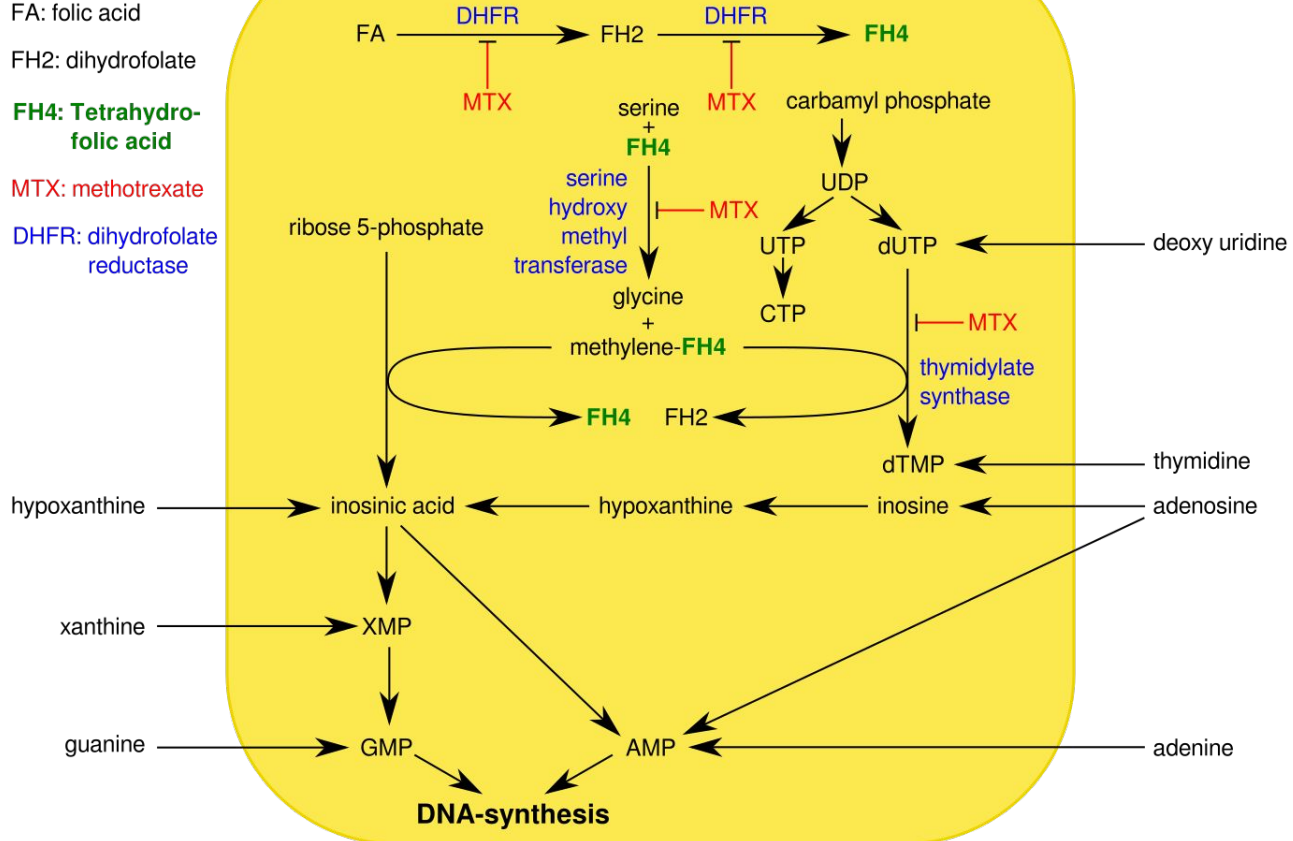 FA: folic acid
FH2: dihydrofolate
FH4: Tetrahydro-
folic acid
MTX: methotrexate
DHFR: dihydrofolate
reductase
DHFR
DHFR
FA
FH2
FH4
MTX
MTX
serine
+
FH4
carbamyl phosphate
serine
hydroxy
methyl
transferase
MTX
UDP
ribose 5-phosphate
UTP
dUTP
deoxy uridine
glycine
+
methylene-FH4
CTP
MTX
thymidylate
synthase
FH4
FH2
dTMP
thymidine
hypoxanthine
inosinic acid
hypoxanthine
inosine
adenosine
xanthine
XMP
guanine
GMP
AMP
adenine
DNA-synthesis